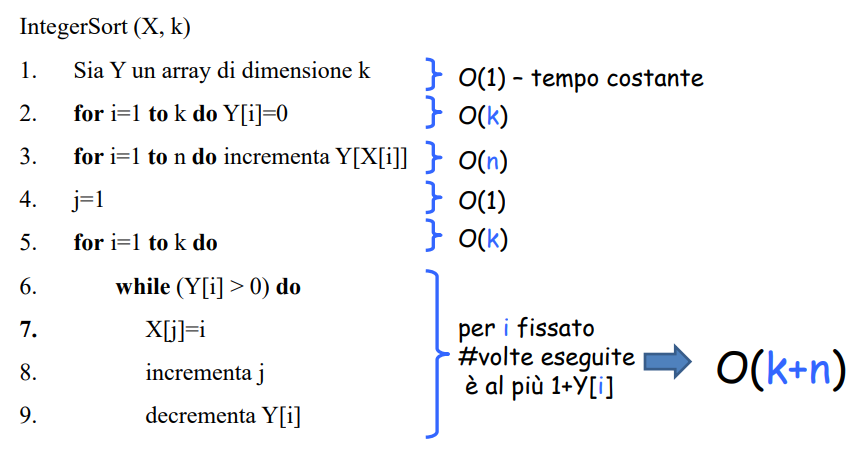 IntegerSort (X, k)
1. Sia Y un array di dimensione k
O(1) – tempo costante
2. for i=1 to k do Y[i]=0
O(k)
3. for i=1 to n do incrementa Y[X[i]]
O(n)
4. j=1
O(1)
5. for i=1 to k do
O(k)
6. while (Y[i] > 0) do
7. X[j]=i
8. incrementa j
9. decrementa Y[i]
per i fissato
#volte eseguite
è al più 1+Y[i]
O(k+n)